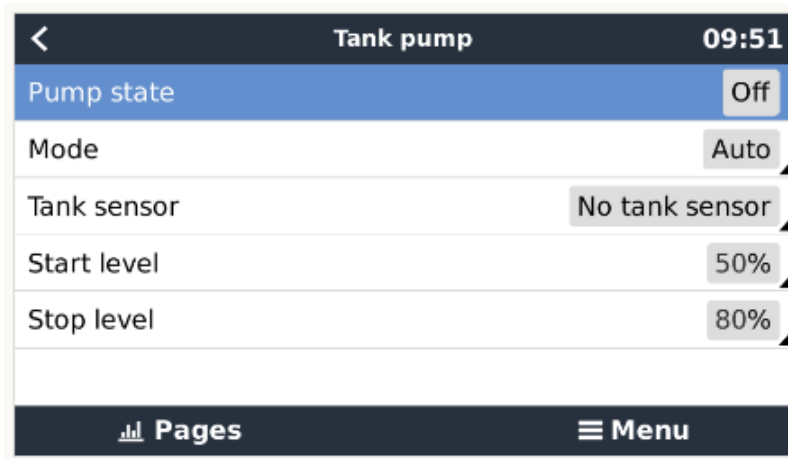 Tank pump 09:51
Pump state Off
Mode Auto
Tank sensor No tank sensor
Start level 50%
Stop level 80%
Pages Menu